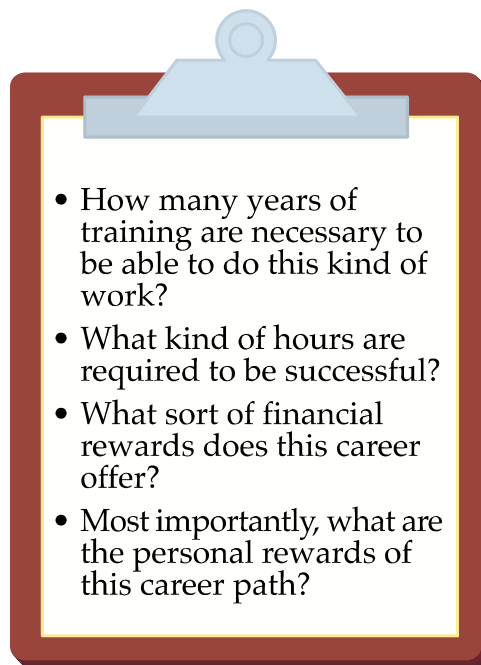 • How many years of
training are necessary to
be able to do this kind of
work?
• What kind of hours are
required to be successful?
• What sort of financial
rewards does this career
offer?
• Most importantly, what are
the personal rewards of
this career path?